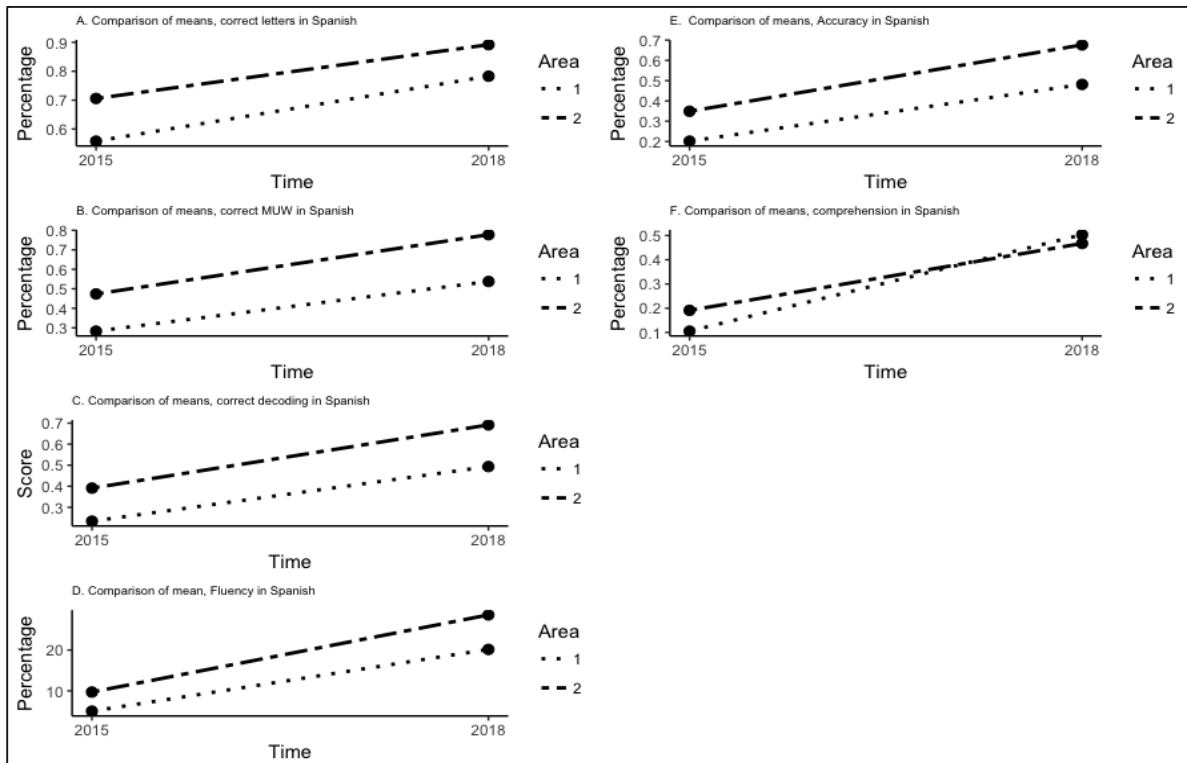 A. Comparison of means, correct letters in Spanish
0.9
0.8
0.7
0.6
Percentage
2015
2018
Time
Area
1
2
B. Comparison of means, correct MUW in Spanish
0.8
0.7
0.6
0.5
0.4
0.3
Percentage
2015
2018
Time
Area
1
2
C. Comparison of means, correct decoding in Spanish
0.7
0.6
0.5
0.4
0.3
Score
2015
2018
Time
Area
1
2
D. Comparison of mean, Fluency in Spanish
20
10
Percentage
2015
2018
Time
Area
1
2
E.  Comparison of means, Accuracy in Spanish
0.7
0.6
0.5
0.4
0.3
0.2
Percentage
2015
2018
Time
Area
1
2
F. Comparison of means, comprehension in Spanish
0.5
0.4
0.3
0.2
0.1
Percentage
2015
2018
Time
Area
1
2